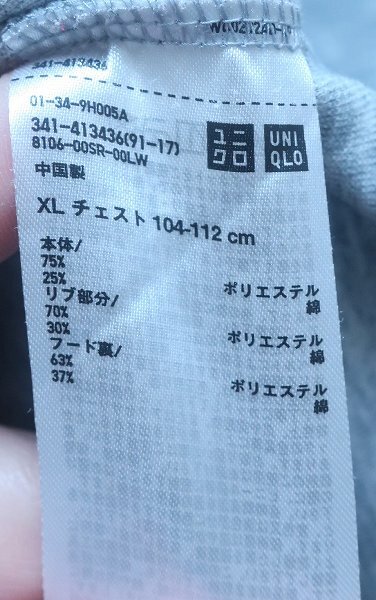 341-413436
01-34-9H005A
341-413436(91-17)
8106-00SR-00LW
ユニクロ
UNIQLO
中国製
XL チェスト 104-112 cm
本体/
75% ポリエステル
25% 綿
リブ部分/
70% ポリエステル
30% 綿
フード裏/
63% ポリエステル
37% 綿